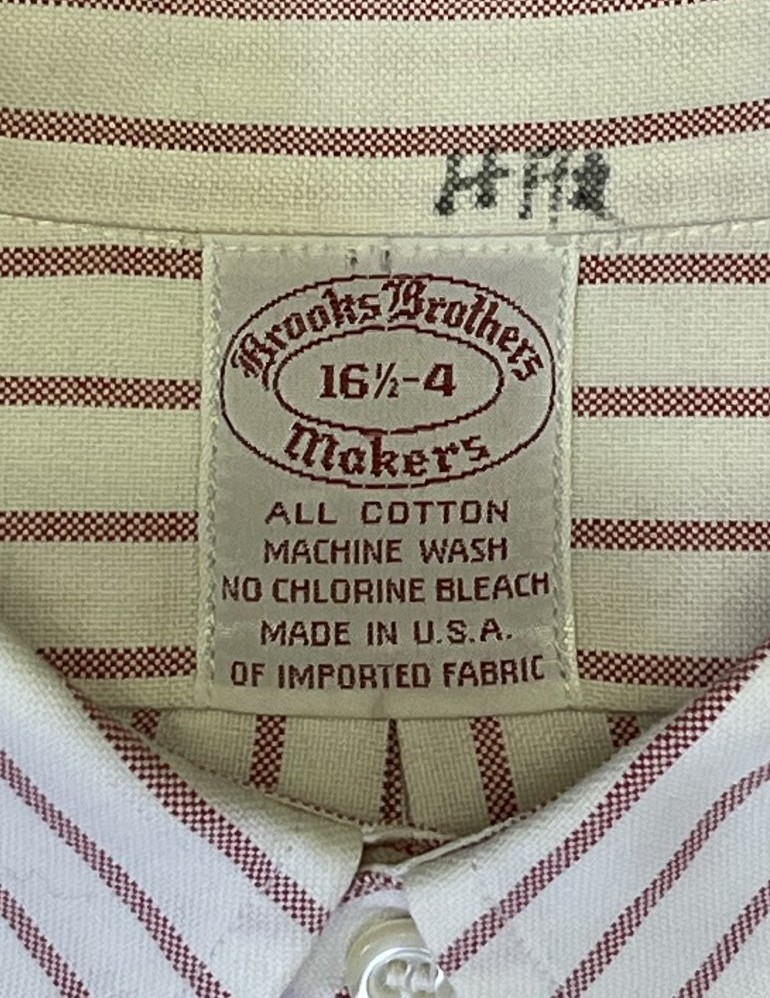 Brooks Brothers
16½-4
Makers
ALL COTTON
MACHINE WASH
NO CHLORINE BLEACH
MADE IN U.S.A.
OF IMPORTED FABRIC